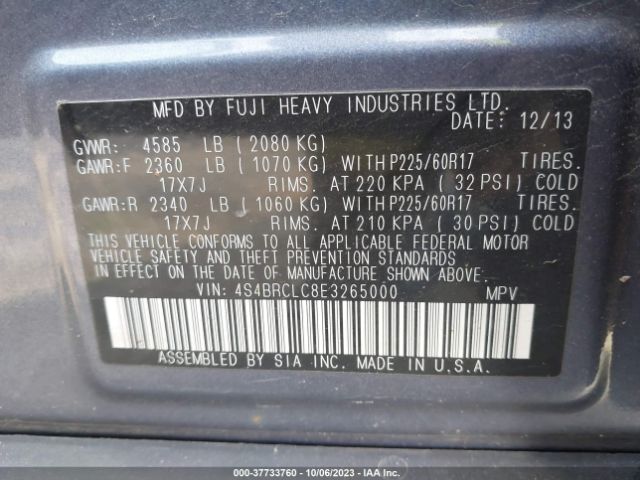 MFD BY FUJI HEAVY INDUSTRIES LTD.
DATE: 12/13
GVWR: 4585 LB ( 2080 KG)
GAWR:F 2360 LB ( 1070 KG) WITH P225/60R17 TIRES.
17X7J RIMS. AT 220 KPA ( 32 PSI) COLD
GAWR:R 2340 LB ( 1060 KG) WITH P225/60R17 TIRES.
17X7J RIMS. AT 210 KPA ( 30 PSI) COLD
THIS VEHICLE CONFORMS TO ALL APPLICABLE FEDERAL MOTOR
VEHICLE SAFETY AND THEFT PREVENTION STANDARDS
IN EFFECT ON THE DATE OF MANUFACTURE SHOWN ABOVE.
VIN: 4S4BRCLC8E3265000 MPV
ASSEMBLED BY SIA INC. MADE IN U.S.A.
000-37733760 - 10/06/2023 - IAA Inc.